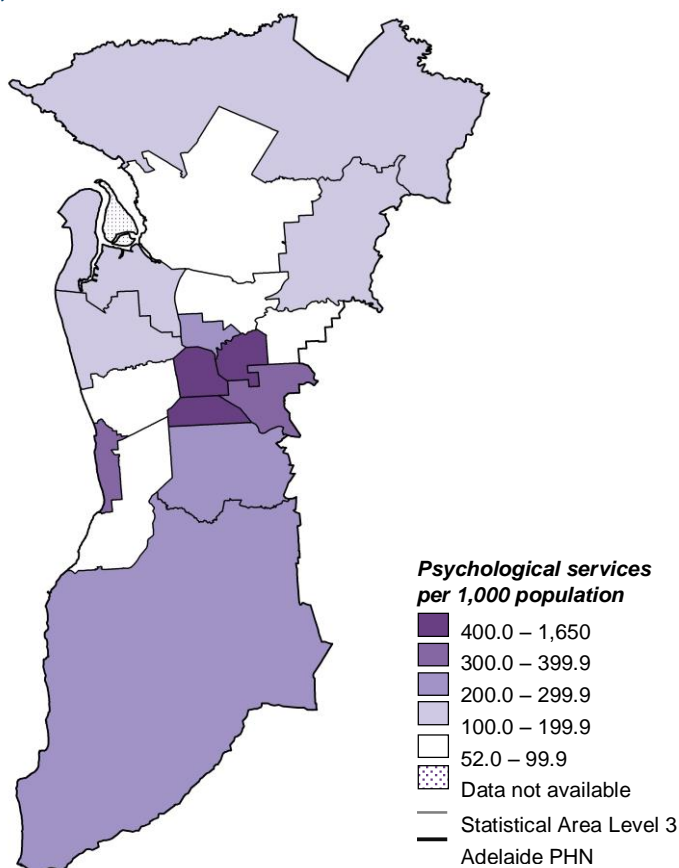 Psychological services
per 1,000 population
400.0 – 1,650
300.0 – 399.9
200.0 – 299.9
100.0 – 199.9
52.0 – 99.9
Data not available
Statistical Area Level 3
Adelaide PHN